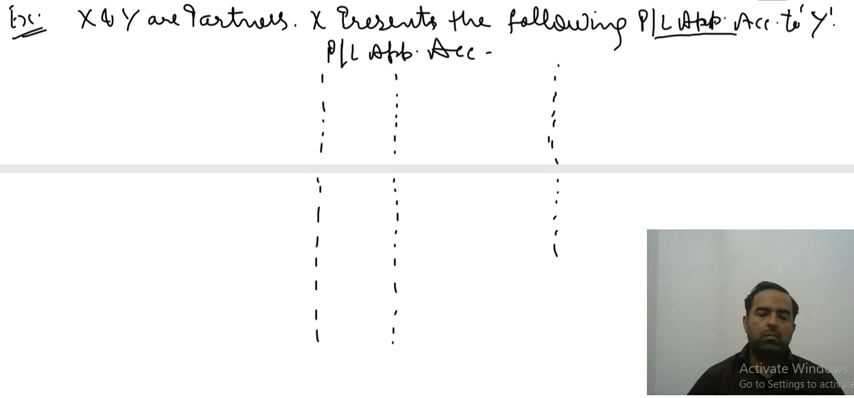 Ex: X & Y are Partners. X Presents the following P/L App. Acc. to 'Y'.
P/L App. Acc -
Activate Windows
Go to Settings to activate